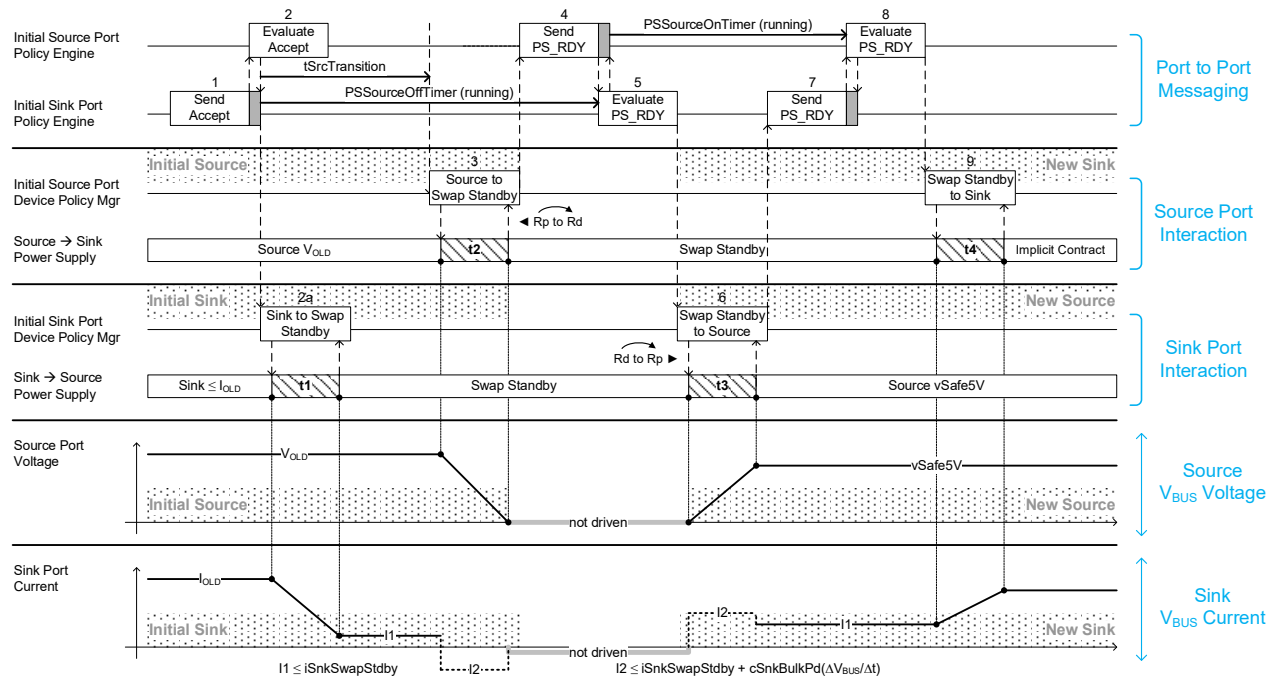 2
4
8
Initial Source Port
Policy Engine
Evaluate
Accept
Send
PS_RDY
PSSourceOnTimer (running)
Evaluate
PS_RDY
tSrcTransition
Port to Port
Messaging
1
5
7
Initial Sink Port
Policy Engine
Send
Accept
PSSourceOffTimer (running)
Evaluate
PS_RDY
Send
PS_RDY
Initial Source
New Sink
3
9
Initial Source Port
Device Policy Mgr
Source to
Swap Standby
Swap Standby
to Sink
◄ Rp to Rd
Source Port
Interaction
Source → Sink
Power Supply
Source VOLD
t2
Swap Standby
t4
Implicit Contract
Initial Sink
New Source
2a
6
Initial Sink Port
Device Policy Mgr
Sink to Swap
Standby
Swap Standby
to Source
Rd to Rp ►
Sink Port
Interaction
Sink → Source
Power Supply
Sink ≤ IOLD
t1
Swap Standby
t3
Source vSafe5V
Source Port
Voltage
VOLD
vSafe5V
Initial Source
New Source
not driven
Source
VBUS Voltage
Sink Port
Current
IOLD
I1
I2
I2
I1
Initial Sink
New Sink
not driven
I1 ≤ iSnkSwapStdby
I2 ≤ iSnkSwapStdby + cSnkBulkPd(ΔVBUS/Δt)
Sink
VBUS Current